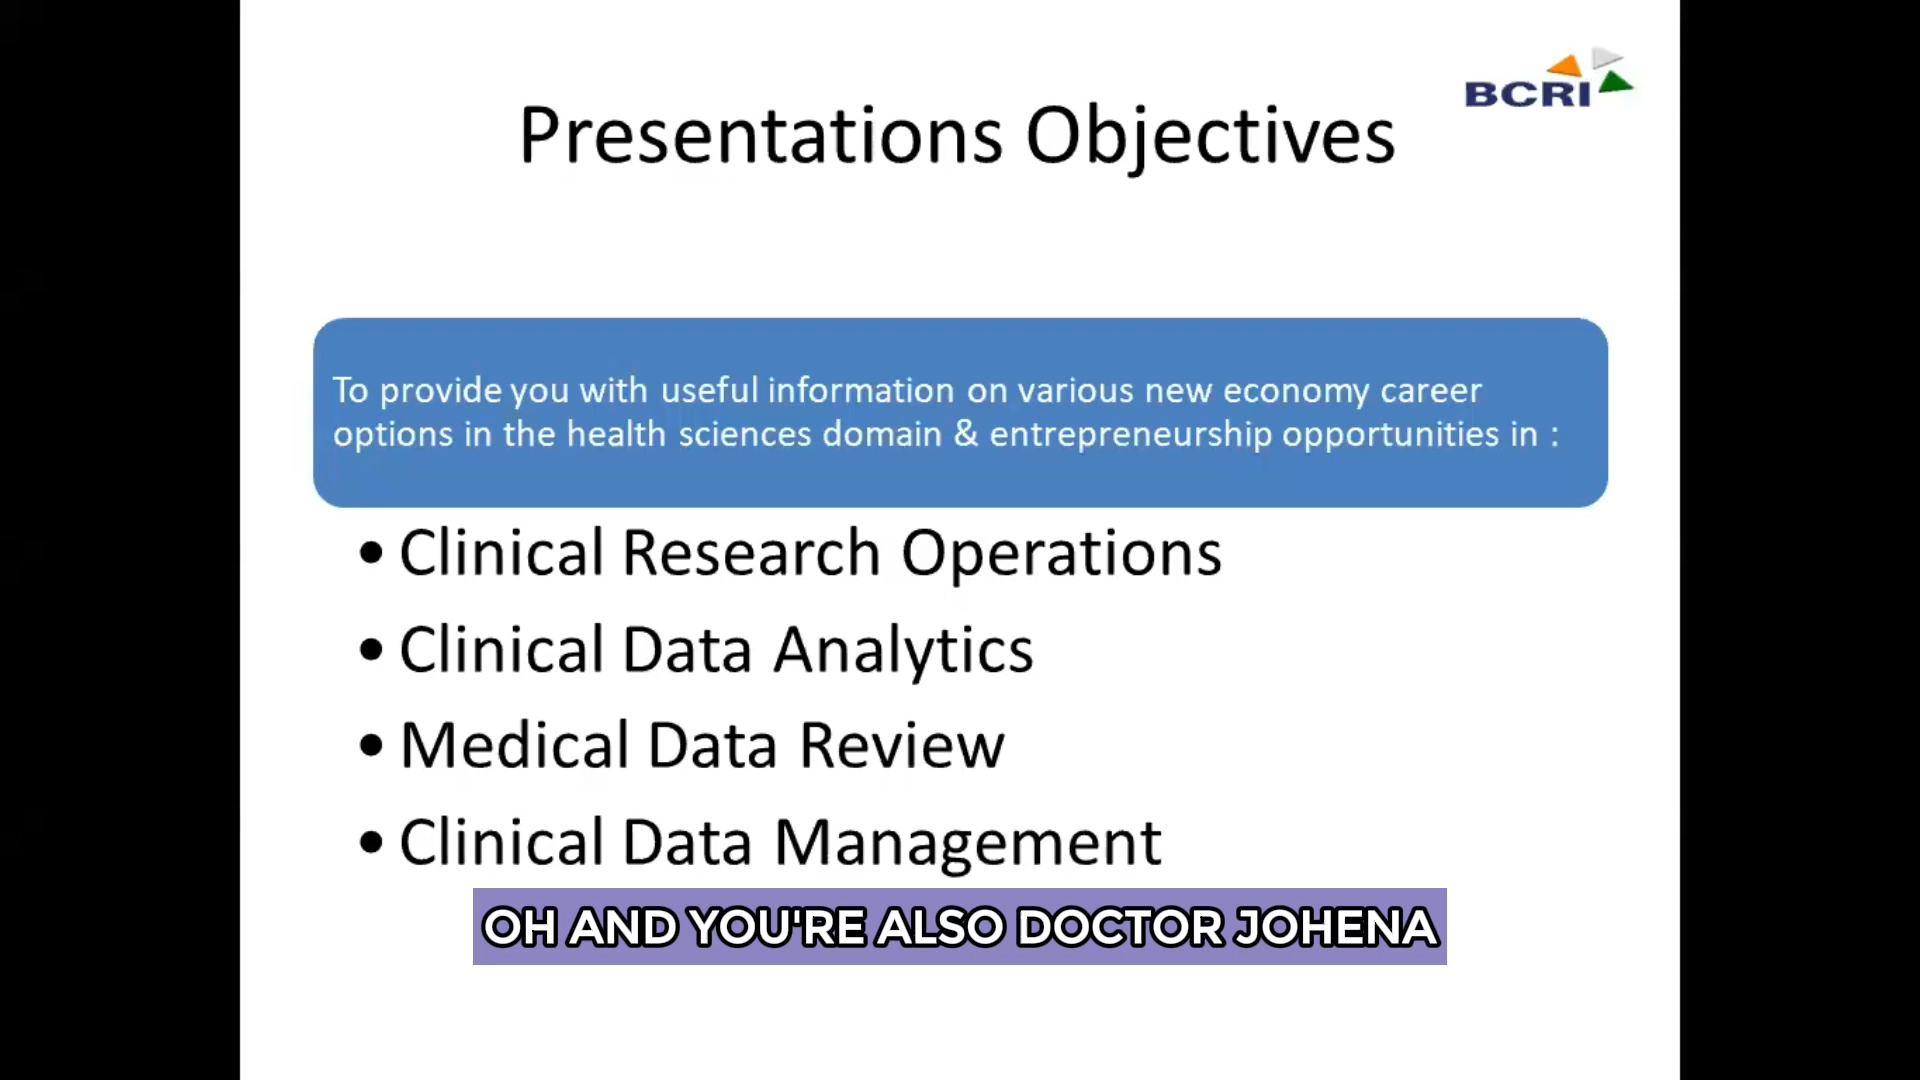 BCRI
Presentations Objectives
To provide you with useful information on various new economy career
options in the health sciences domain & entrepreneurship opportunities in :
• Clinical Research Operations
• Clinical Data Analytics
• Medical Data Review
• Clinical Data Management
OH AND YOU'RE ALSO DOCTOR JOHENA